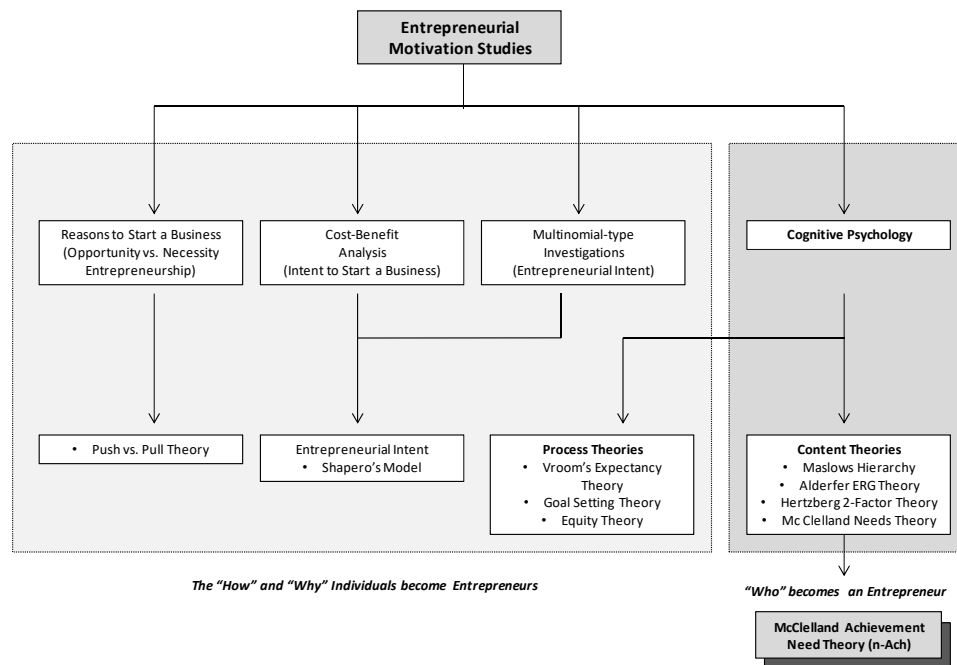 Entrepreneurial
Motivation Studies
Reasons to Start a Business
(Opportunity vs. Necessity
Entrepreneurship)
Cost-Benefit
Analysis
(Intent to Start a Business)
Multinomial-type
Investigations
(Entrepreneurial Intent)
Cognitive Psychology
• Push vs. Pull Theory
Entrepreneurial Intent
• Shapero's Model
Process Theories
• Vroom's Expectancy
Theory
• Goal Setting Theory
• Equity Theory
Content Theories
• Maslows Hierarchy
• Alderfer ERG Theory
• Hertzberg 2-Factor Theory
• Mc Clelland Needs Theory
The "How" and "Why" Individuals become Entrepreneurs
"Who" becomes an Entrepreneur
McClelland Achievement
Need Theory (n-Ach)